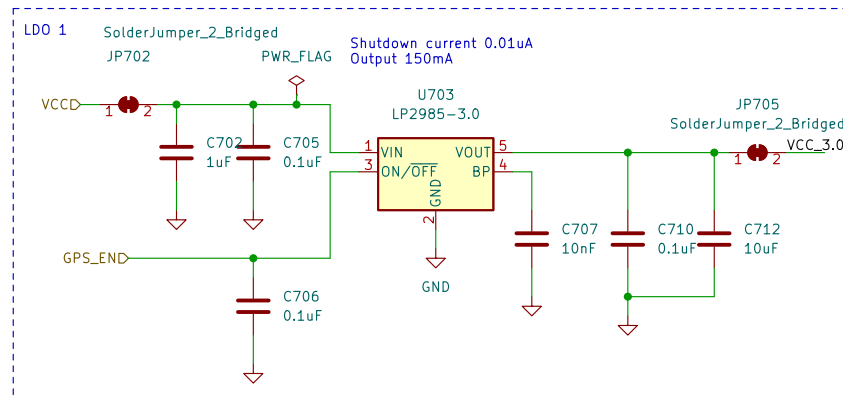 LDO 1
SolderJumper_2_Bridged
JP702
PWR_FLAG
Shutdown current 0.01uA
Output 150mA
VCC
1 2
C702
1uF
C705
0.1uF
U703
LP2985-3.0
1 VIN
3 ON/OFF
VOUT 5
BP 4
GND
2
GND
JP705
SolderJumper_2_Bridged
1 2
VCC_3.0
C707
10nF
C710
0.1uF
C712
10uF
GPS_EN
C706
0.1uF